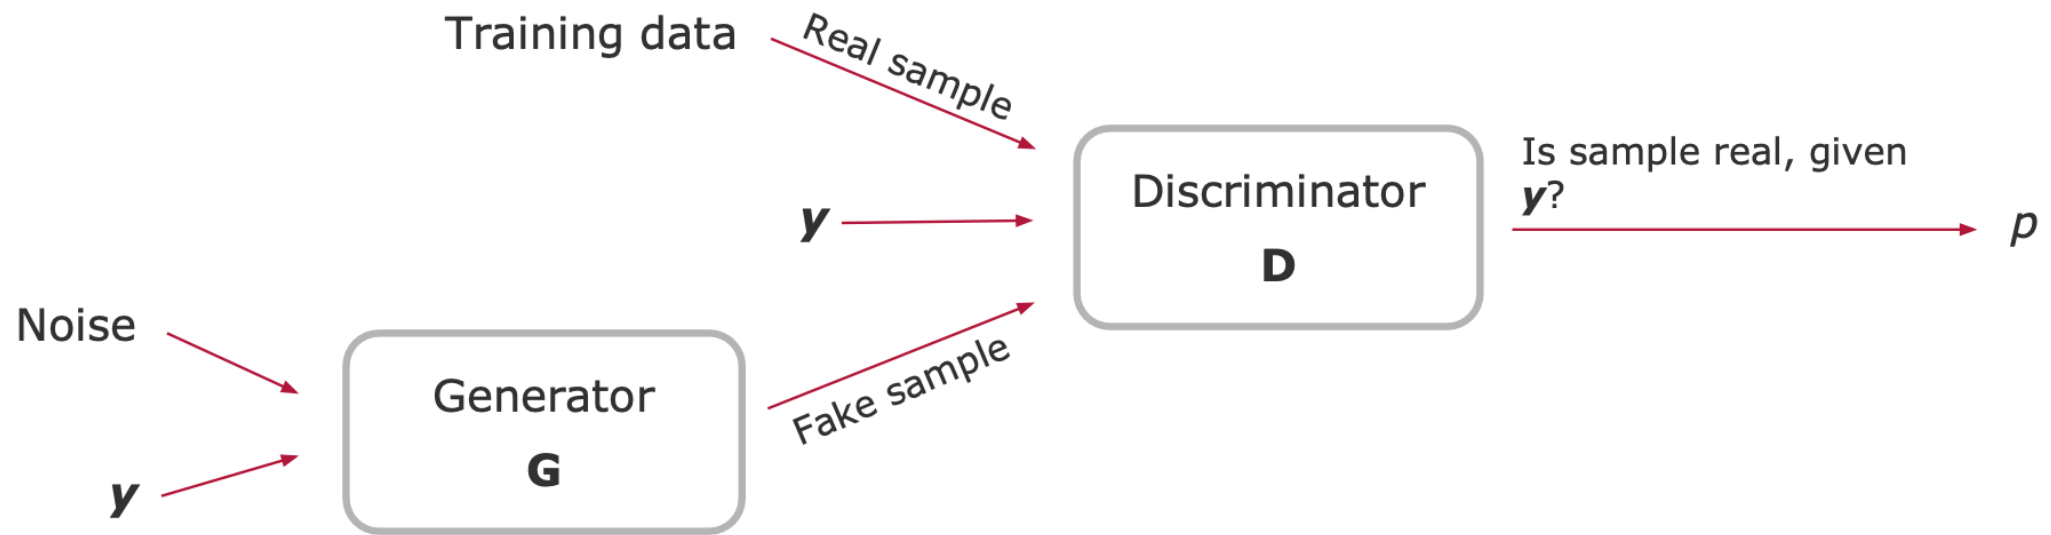 Training data
Real sample
Is sample real, given
y?
Discriminator
D
y
p
Noise
Generator
G
Fake sample
y